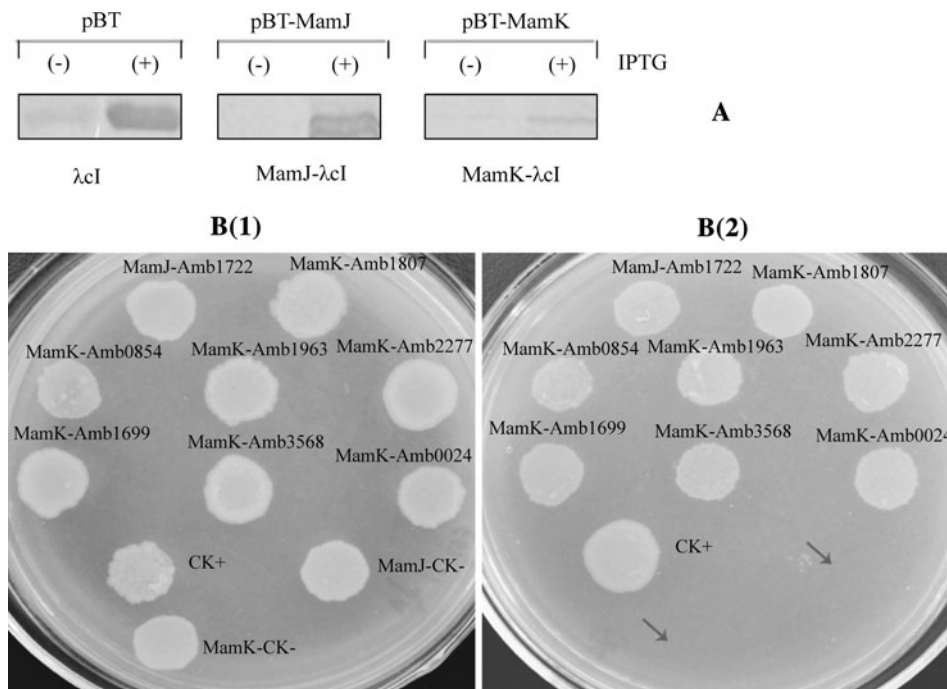 pBT pBT-MamJ pBT-MamK
(-) (+) (-) (+) (-) (+) IPTG
A
λcI MamJ-λcI MamK-λcI
B(1) B(2)
MamJ-Amb1722
MamK-Amb1807
MamK-Amb0854
MamK-Amb1963
MamK-Amb2277
MamK-Amb1699
MamK-Amb3568
MamK-Amb0024
CK+
MamJ-CK-
MamK-CK-
MamJ-Amb1722
MamK-Amb1807
MamK-Amb0854
MamK-Amb1963
MamK-Amb2277
MamK-Amb1699
MamK-Amb3568
MamK-Amb0024
CK+